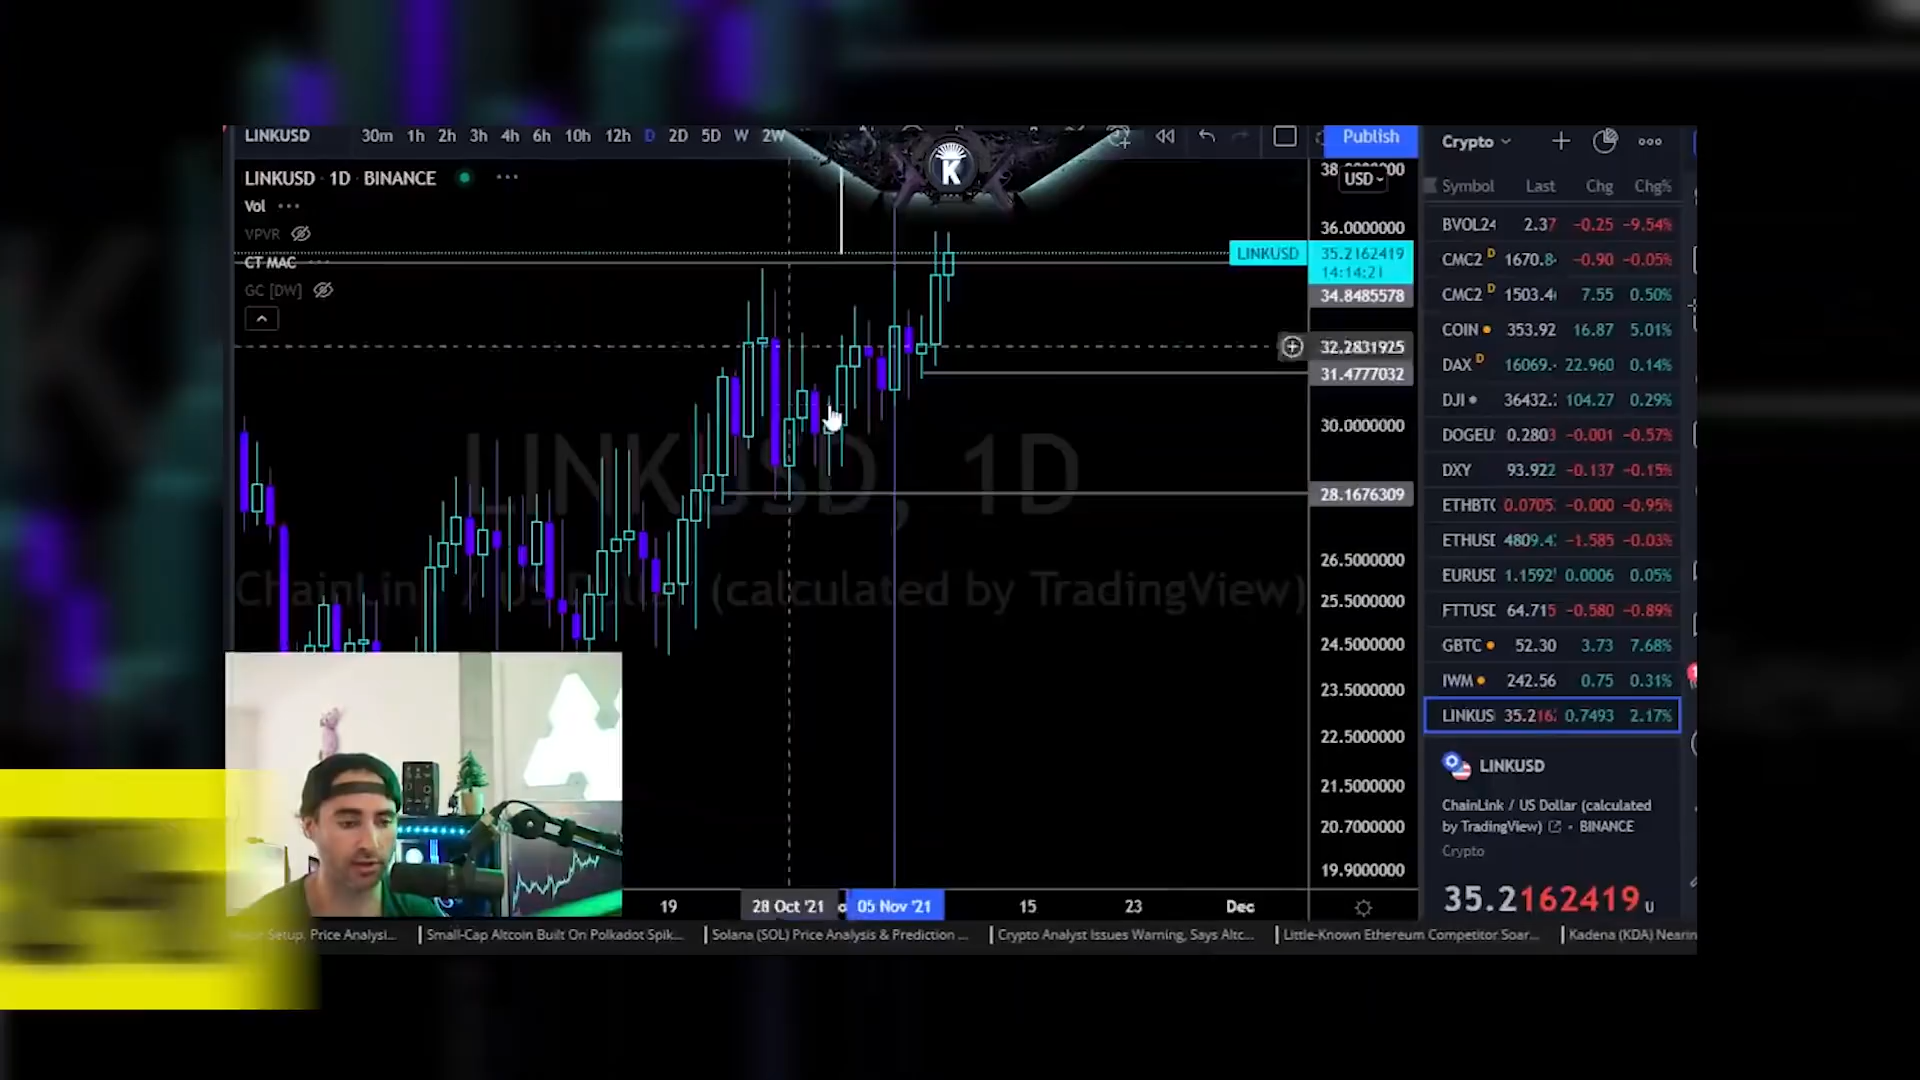 LINKUSD 30m 1h 2h 3h 4h 6h 10h 12h D 2D 5D W 2W
Publish
LINKUSD · 1D · BINANCE
Vol
VPVR
CT MAC
GC [DW]
K
USD
36.0000000
LINKUSD 35.2162419
14:14:21
34.8485578
32.2831925
31.4777032
30.0000000
28.1676309
26.5000000
25.5000000
24.5000000
23.5000000
22.5000000
21.5000000
20.7000000
19.9000000
LINKUSD, 1D
ChainLink / US Dollar (calculated by TradingView)
19 28 Oct '21 05 Nov '21 15 23 Dec
Crypto
Symbol Last Chg Chg%
BVOL24 2.37 −0.25 −9.54%
CMC2 D 1670.8 −0.90 −0.05%
CMC2 D 1503.4 7.55 0.50%
COIN 353.92 16.87 5.01%
DAX D 16069. 22.960 0.14%
DJI 36432. 104.27 0.29%
DOGEU 0.2803 −0.001 −0.57%
DXY 93.922 −0.137 −0.15%
ETHBTC 0.0705 −0.000 −0.95%
ETHUSD 4809.4 −1.585 −0.03%
EURUSD 1.1592 0.0006 0.05%
FTTUSD 64.715 −0.580 −0.89%
GBTC 52.30 3.73 7.68%
IWM 242.56 0.75 0.31%
LINKUS 35.216 0.7493 2.17%
LINKUSD
ChainLink / US Dollar (calculated
by TradingView) · BINANCE
Crypto
35.2162419 U
Setup. Price Analysi... Small-Cap Altcoin Built On Polkadot Spik... Solana (SOL) Price Analysis & Prediction ... Crypto Analyst Issues Warning, Says Altc... Little-Known Ethereum Competitor Soar... Kadena (KDA) Nearin